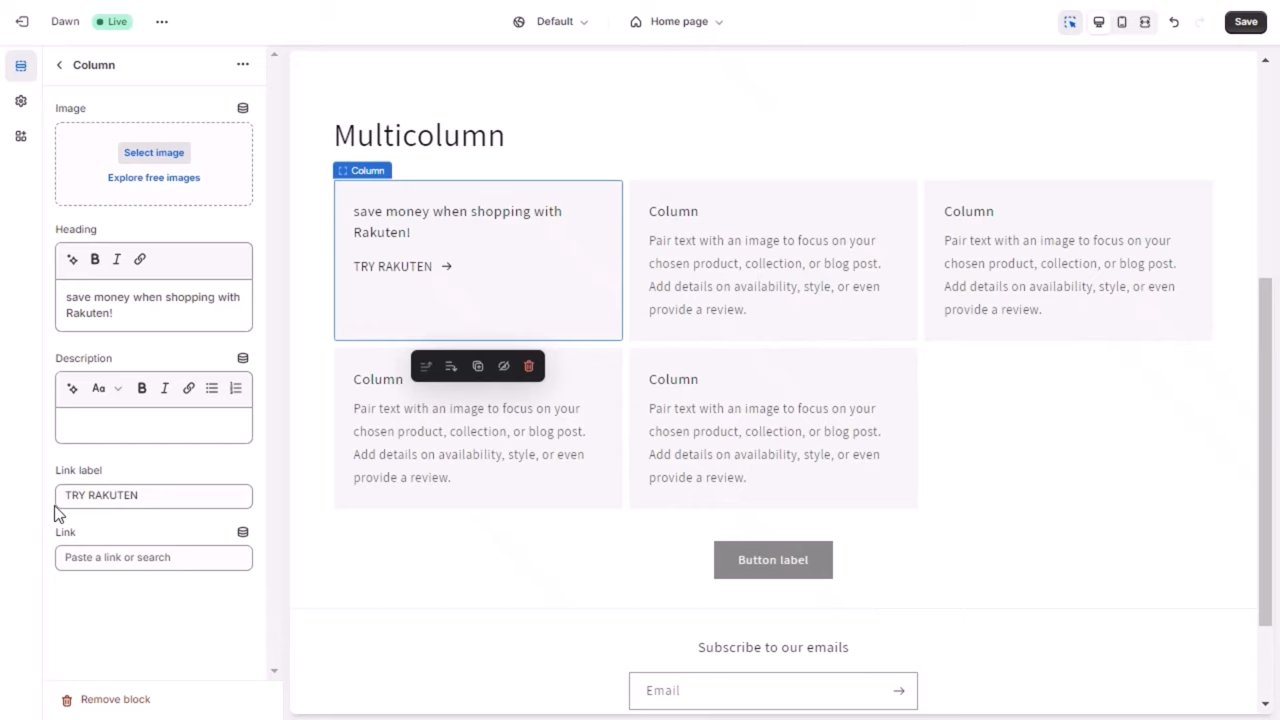 Dawn
Live
Default
Home page
Save
Column
Image
Select image
Explore free images
Heading
B I
save money when shopping with
Rakuten!
Description
Aa B I
Link label
TRY RAKUTEN
Link
Paste a link or search
Remove block
Multicolumn
Column
save money when shopping with
Rakuten!
TRY RAKUTEN
Column
Pair text with an image to focus on your
chosen product, collection, or blog post.
Add details on availability, style, or even
provide a review.
Column
Pair text with an image to focus on your
chosen product, collection, or blog post.
Add details on availability, style, or even
provide a review.
Column
Pair text with an image to focus on your
chosen product, collection, or blog post.
Add details on availability, style, or even
provide a review.
Column
Pair text with an image to focus on your
chosen product, collection, or blog post.
Add details on availability, style, or even
provide a review.
Button label
Subscribe to our emails
Email